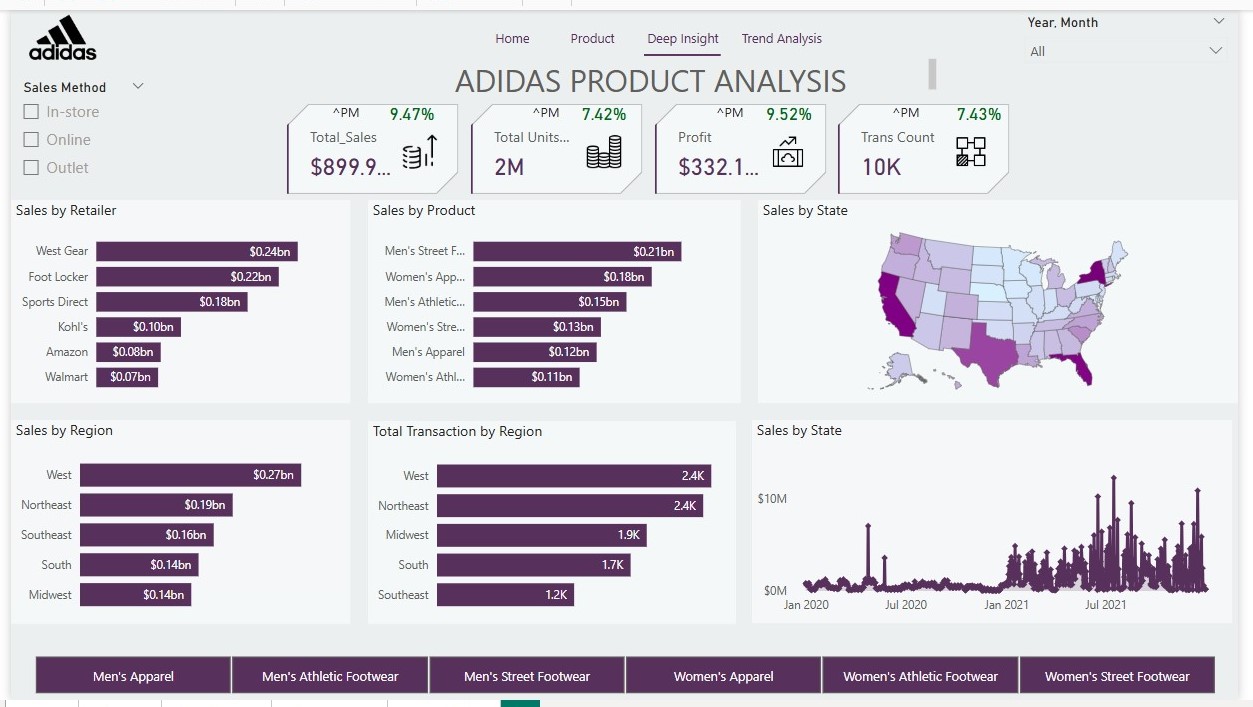 adidas
Home Product Deep Insight Trend Analysis
Year, Month
All
ADIDAS PRODUCT ANALYSIS
Sales Method
In-store
Online
Outlet
^PM 9.47%
Total_Sales
$899.9...
^PM 7.42%
Total Units...
2M
^PM 9.52%
Profit
$332.1...
^PM 7.43%
Trans Count
10K
Sales by Retailer
West Gear $0.24bn
Foot Locker $0.22bn
Sports Direct $0.18bn
Kohl's $0.10bn
Amazon $0.08bn
Walmart $0.07bn
Sales by Product
Men's Street F... $0.21bn
Women's App... $0.18bn
Men's Athletic... $0.15bn
Women's Stre... $0.13bn
Men's Apparel $0.12bn
Women's Athl... $0.11bn
Sales by State
Sales by Region
West $0.27bn
Northeast $0.19bn
Southeast $0.16bn
South $0.14bn
Midwest $0.14bn
Total Transaction by Region
West 2.4K
Northeast 2.4K
Midwest 1.9K
South 1.7K
Southeast 1.2K
Sales by State
$10M
$0M
Jan 2020 Jul 2020 Jan 2021 Jul 2021
Men's Apparel Men's Athletic Footwear Men's Street Footwear Women's Apparel Women's Athletic Footwear Women's Street Footwear